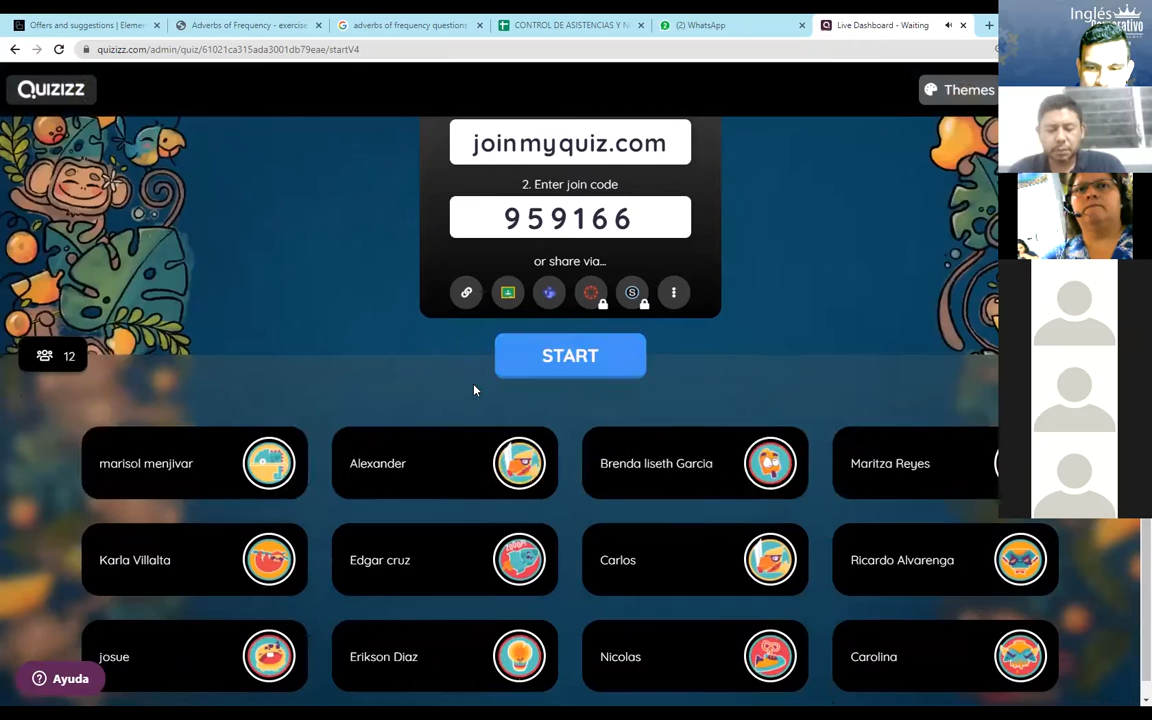 Offers and suggestions | Elemen
Adverbs of Frequency - exercise
adverbs of frequency questions
CONTROL DE ASISTENCIAS Y N
(2) WhatsApp
Live Dashboard - Waiting
quizizz.com/admin/quiz/61021ca315ada3001db79eae/startV4
Inglés
Quizizz
Themes
joinmyquiz.com
2. Enter join code
959166
or share via...
12
START
marisol menjivar
Alexander
Brenda liseth Garcia
Maritza Reyes
Karla Villalta
Edgar cruz
Carlos
Ricardo Alvarenga
josue
Erikson Diaz
Nicolas
Carolina
Ayuda